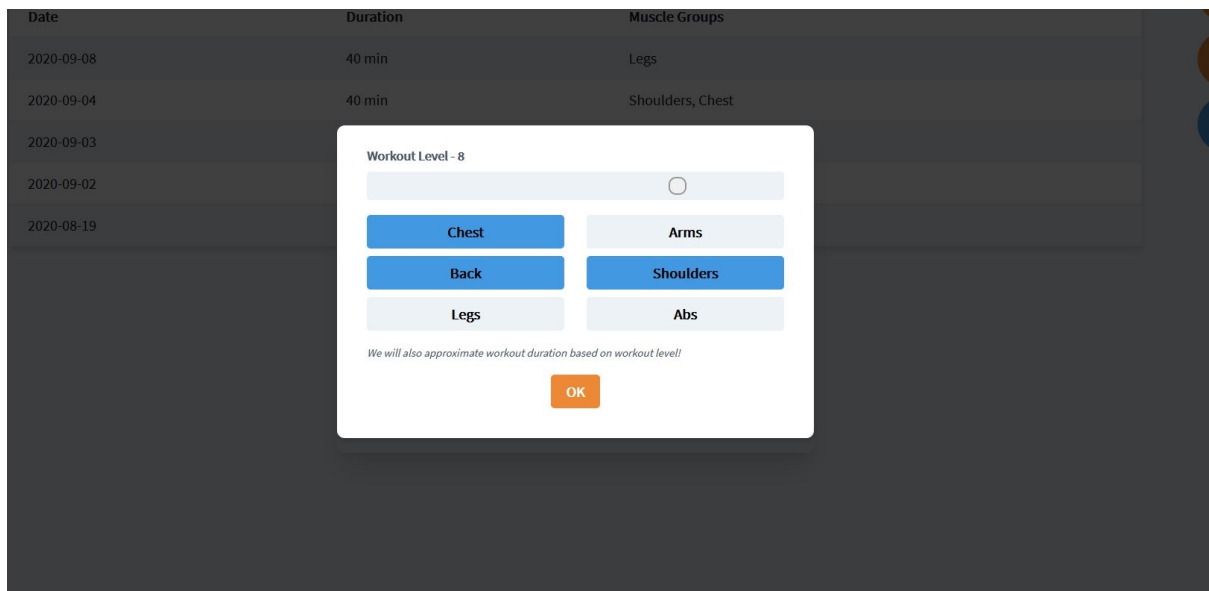 Date Duration Muscle Groups
2020-09-08 40 min Legs
2020-09-04 40 min Shoulders, Chest
2020-09-03
2020-09-02
2020-08-19
Workout Level - 8
Chest Arms
Back Shoulders
Legs Abs
We will also approximate workout duration based on workout level!
OK